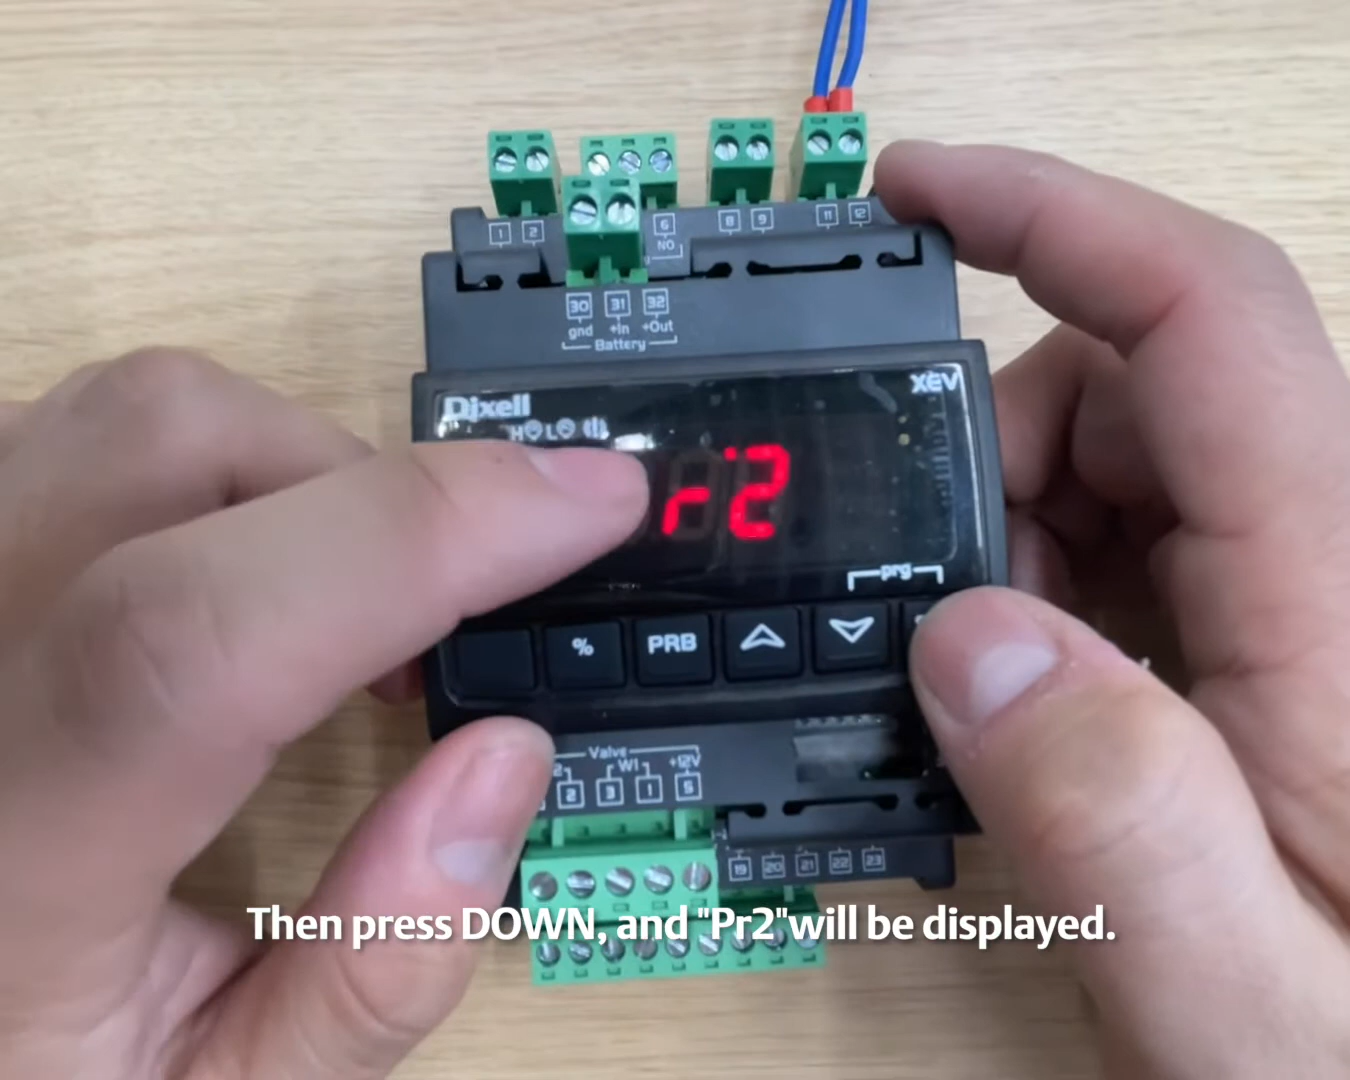 1 2
6
8 9
11 12
NO
30 31 32
gnd +In +Out
Battery
XEV
Dixell
H L
r2
prg
% PRB
Valve
W1 +12V
2 3 1 5
19 20 21 22 23
Then press DOWN, and "Pr2"will be displayed.